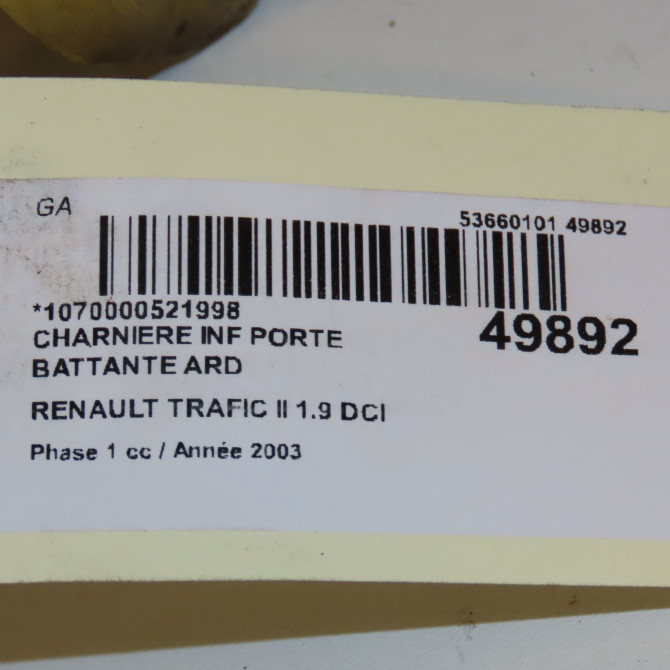 GA
53660101 49892
*1070000521998
49892
CHARNIERE INF PORTE
BATTANTE ARD
RENAULT TRAFIC II 1.9 DCI
Phase 1 cc / Année 2003